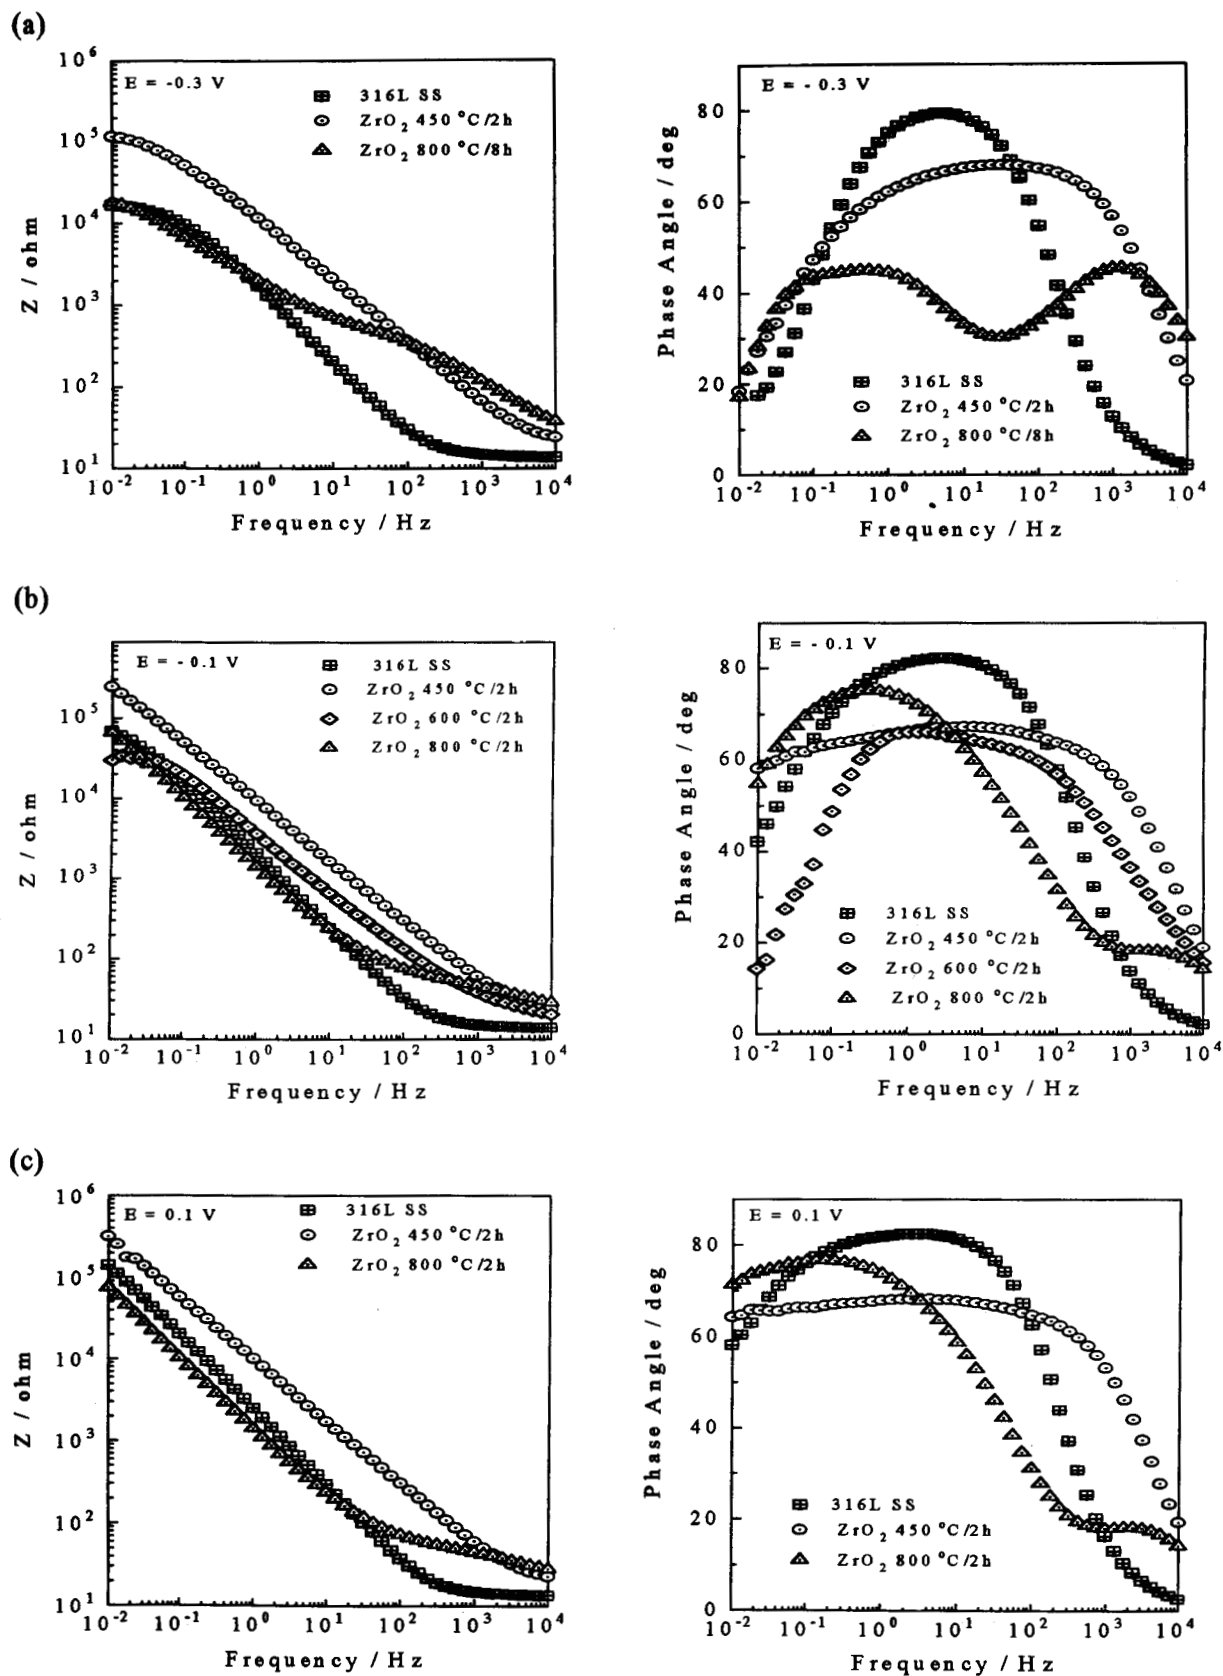 (a)
10^6
10^5
10^4
10^3
10^2
10^1
Z / ohm
E = -0.3 V
316L SS
ZrO2 450 °C/2h
ZrO2 800 °C/8h
10^-2 10^-1 10^0 10^1 10^2 10^3 10^4
Frequency / Hz
80
60
40
20
0
Phase Angle / deg
E = - 0.3 V
316L SS
ZrO2 450 °C/2h
ZrO2 800 °C/8h
10^-2 10^-1 10^0 10^1 10^2 10^3 10^4
Frequency / Hz
(b)
10^5
10^4
10^3
10^2
10^1
Z / ohm
E = - 0.1 V
316L SS
ZrO2 450 °C/2h
ZrO2 600 °C/2h
ZrO2 800 °C/2h
10^-2 10^-1 10^0 10^1 10^2 10^3 10^4
Frequency / Hz
80
60
40
20
0
Phase Angle / deg
E = - 0.1 V
316L SS
ZrO2 450 °C/2h
ZrO2 600 °C/2h
ZrO2 800 °C/2h
10^-2 10^-1 10^0 10^1 10^2 10^3 10^4
Frequency / Hz
(c)
10^6
10^5
10^4
10^3
10^2
10^1
Z / ohm
E = 0.1 V
316L SS
ZrO2 450 °C/2h
ZrO2 800 °C/2h
10^-2 10^-1 10^0 10^1 10^2 10^3 10^4
Frequency / Hz
80
60
40
20
0
Phase Angle / deg
E = 0.1 V
316L SS
ZrO2 450 °C/2h
ZrO2 800 °C/2h
10^-2 10^-1 10^0 10^1 10^2 10^3 10^4
Frequency / Hz